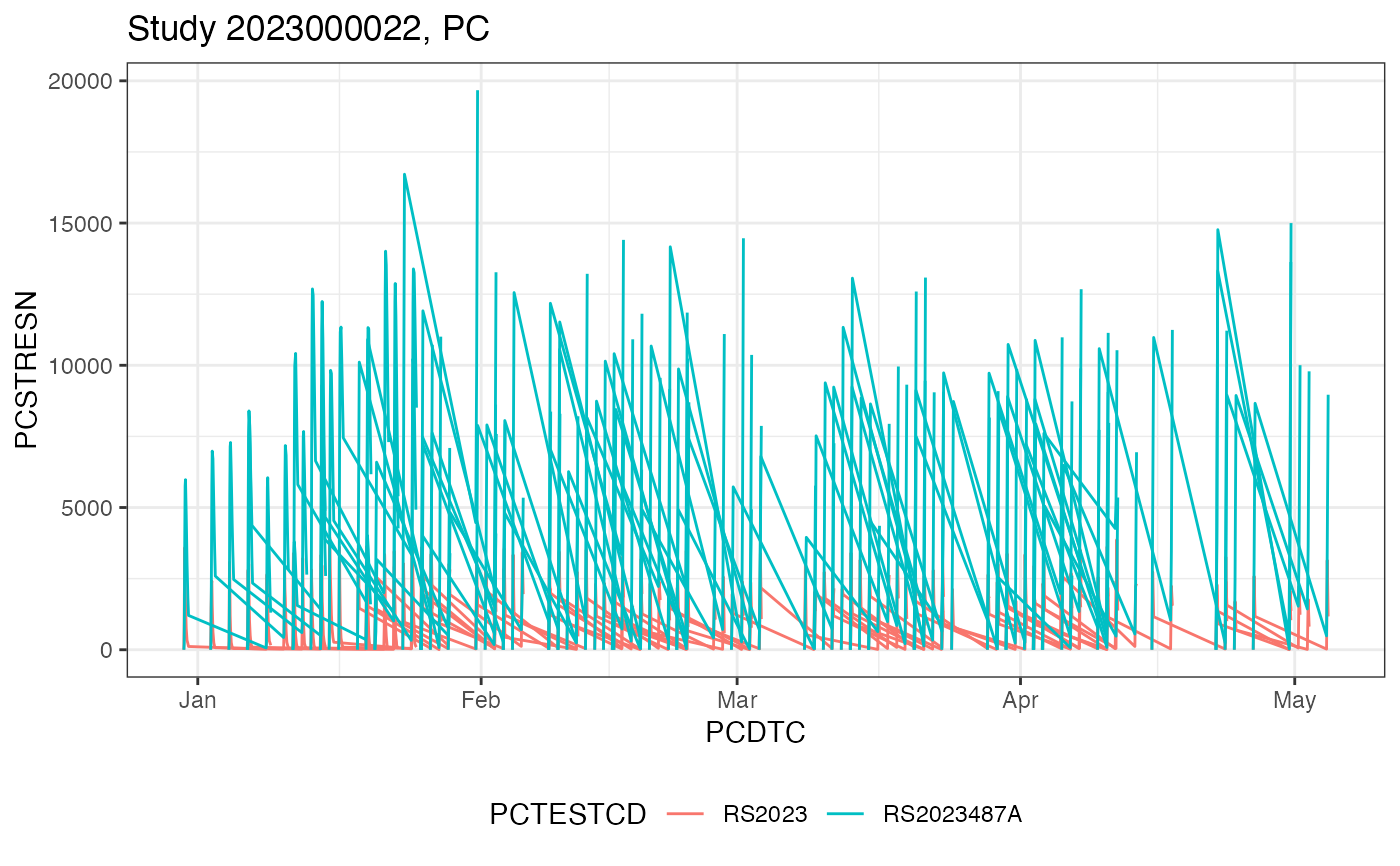 Study 2023000022, PC
20000
15000
10000
5000
0
PCSTRESN
Jan Feb Mar Apr May
PCDTC
PCTESTCD RS2023 RS2023487A